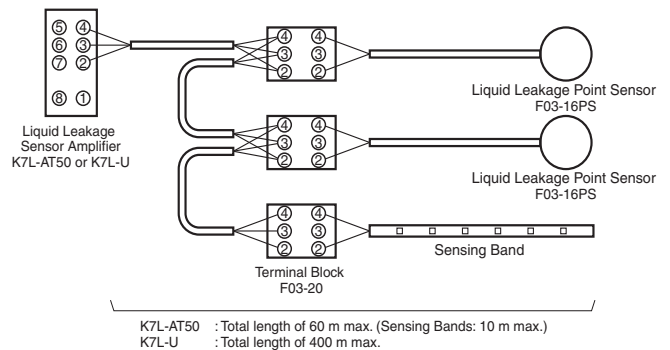 ⑤ ④
⑥ ③
⑦ ②
⑧ ①
Liquid Leakage
Sensor Amplifier
K7L-AT50 or K7L-U
④ ④
③ ③
② ②
Liquid Leakage Point Sensor
F03-16PS
④ ④
③ ③
② ②
Liquid Leakage Point Sensor
F03-16PS
④ ④
③ ③
② ②
Terminal Block
F03-20
Sensing Band
K7L-AT50 : Total length of 60 m max. (Sensing Bands: 10 m max.)
K7L-U : Total length of 400 m max.